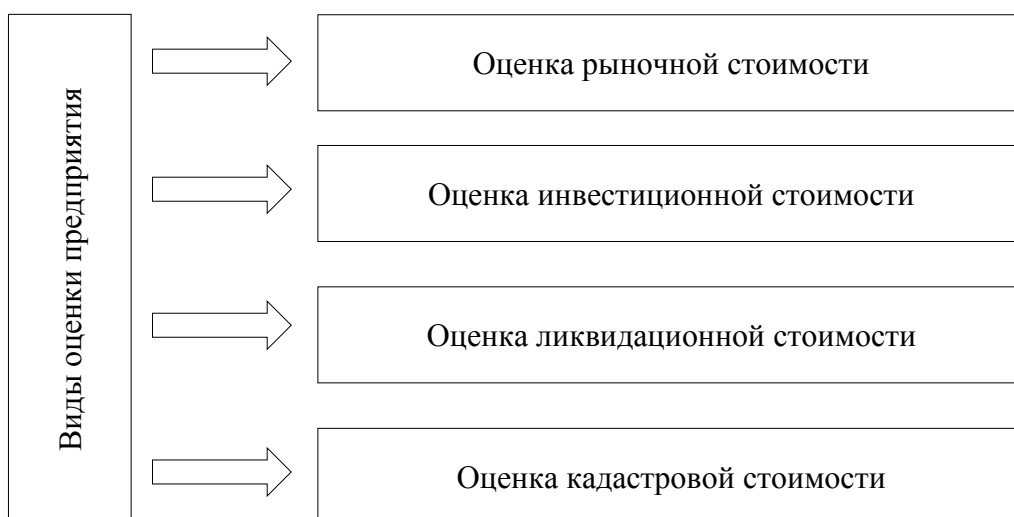 Виды оценки предприятия
Оценка рыночной стоимости
Оценка инвестиционной стоимости
Оценка ликвидационной стоимости
Оценка кадастровой стоимости